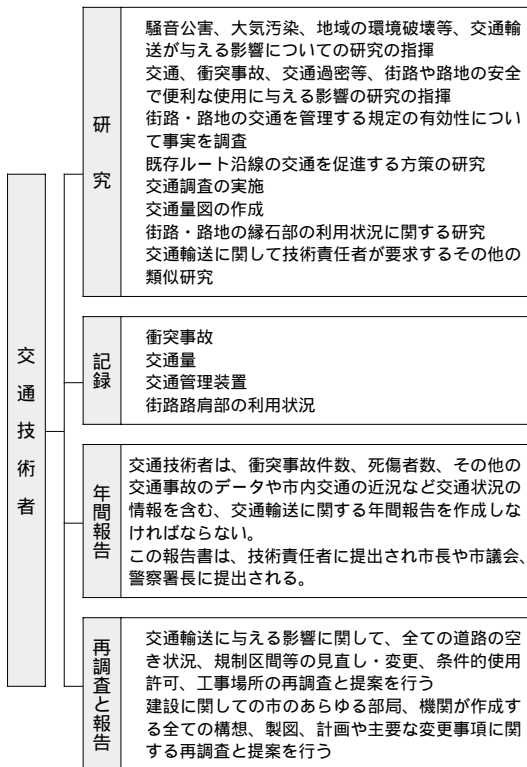 交通技術者
研究
騒音公害、大気汚染、地域の環境破壊等、交通輸
送が与える影響についての研究の指揮
交通、衝突事故、交通過密等、街路や路地の安全
で便利な使用に与える影響の研究の指揮
街路・路地の交通を管理する規定の有効性につい
て事実を調査
既存ルート沿線の交通を促進する方策の研究
交通調査の実施
交通量図の作成
街路・路地の縁石部の利用状況に関する研究
交通輸送に関して技術責任者が要求するその他の
類似研究
記録
衝突事故
交通量
交通管理装置
街路路肩部の利用状況
年間報告
交通技術者は、衝突事故件数、死傷者数、その他の
交通事故のデータや市内交通の近況など交通状況の
情報を含む、交通輸送に関する年間報告を作成しな
ければならない。
この報告書は、技術責任者に提出され市長や市議会、
警察署長に提出される。
再調査と報告
交通輸送に与える影響に関して、全ての道路の空
き状況、規制区間等の見直し・変更、条件的使用
許可、工事場所の再調査と提案を行う
建設に関しての市のあらゆる部局、機関が作成す
る全ての構想、製図、計画や主要な変更事項に関
する再調査と提案を行う